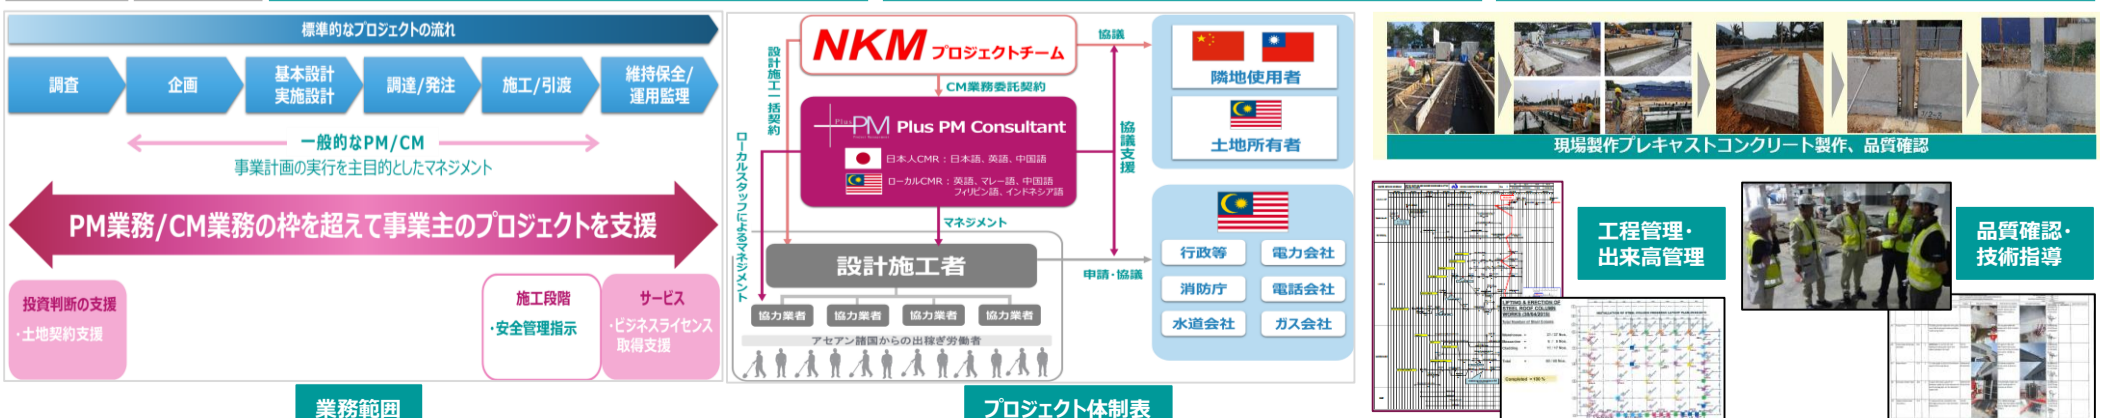 標準的なプロジェクトの流れ
調査
企画
基本設計
実施設計
調達/発注
施工/引渡
維持保全/
運用監理
一般的なPM/CM
事業計画の実行を主目的としたマネジメント
PM業務/CM業務の枠を超えて事業主のプロジェクトを支援
投資判断の支援
・土地契約支援
施工段階
・安全管理指示
サービス
・ビジネスライセンス
取得支援
業務範囲
NKM プロジェクトチーム
設計施工一括契約
協議
CM業務委託契約
Plus PM Plus PM Consultant
日本人CMR：日本語、英語、中国語
ローカルCMR：英語、マレー語、中国語
フィリピン語、インドネシア語
協議支援
ローカルスタッフによるマネジメント
マネジメント
設計施工者
申請・協議
協力業者
協力業者
協力業者
協力業者
アセアン諸国からの出稼ぎ労働者
隣地使用者
土地所有者
行政等
電力会社
消防庁
電話会社
水道会社
ガス会社
プロジェクト体制表
現場製作プレキャストコンクリート製作、品質確認
工程管理・
出来高管理
品質確認・
技術指導
LIFTING & ERECTION OF
STEEL ROOF COLUMN
Completed = 100 %